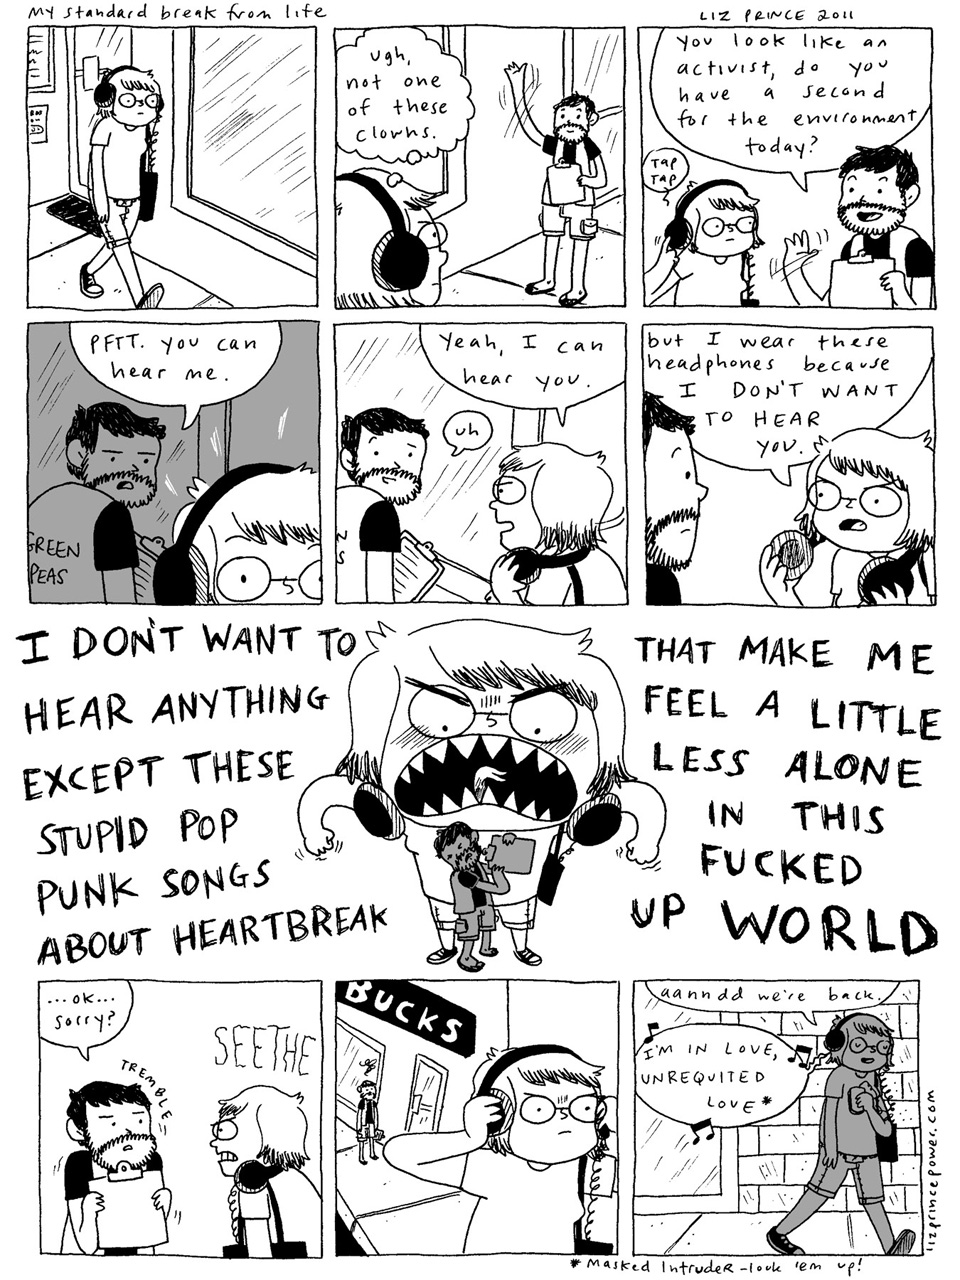 My standard break from life
LIZ PRINCE 2011
ugh,
not one
of these
clowns.
you look like an
activist, do you
have a second
for the environment
today?
TAP
TAP
PFTT. you can
hear me.
GREEN
PEAS
Yeah, I can
hear you.
uh
but I wear these
headphones because
I DON'T WANT
TO HEAR
YOU.
I DON'T WANT TO
HEAR ANYTHING
EXCEPT THESE
STUPID POP
PUNK SONGS
ABOUT HEARTBREAK
THAT MAKE ME
FEEL A LITTLE
LESS ALONE
IN THIS
FUCKED
UP WORLD
...ok...
sorry?
TREMBLE
SEETHE
BUCKS
aanndd we're back.
I'M IN LOVE,
UNREQUITED
LOVE*
lizprincepower.com
* Masked Intruder - look 'em up!